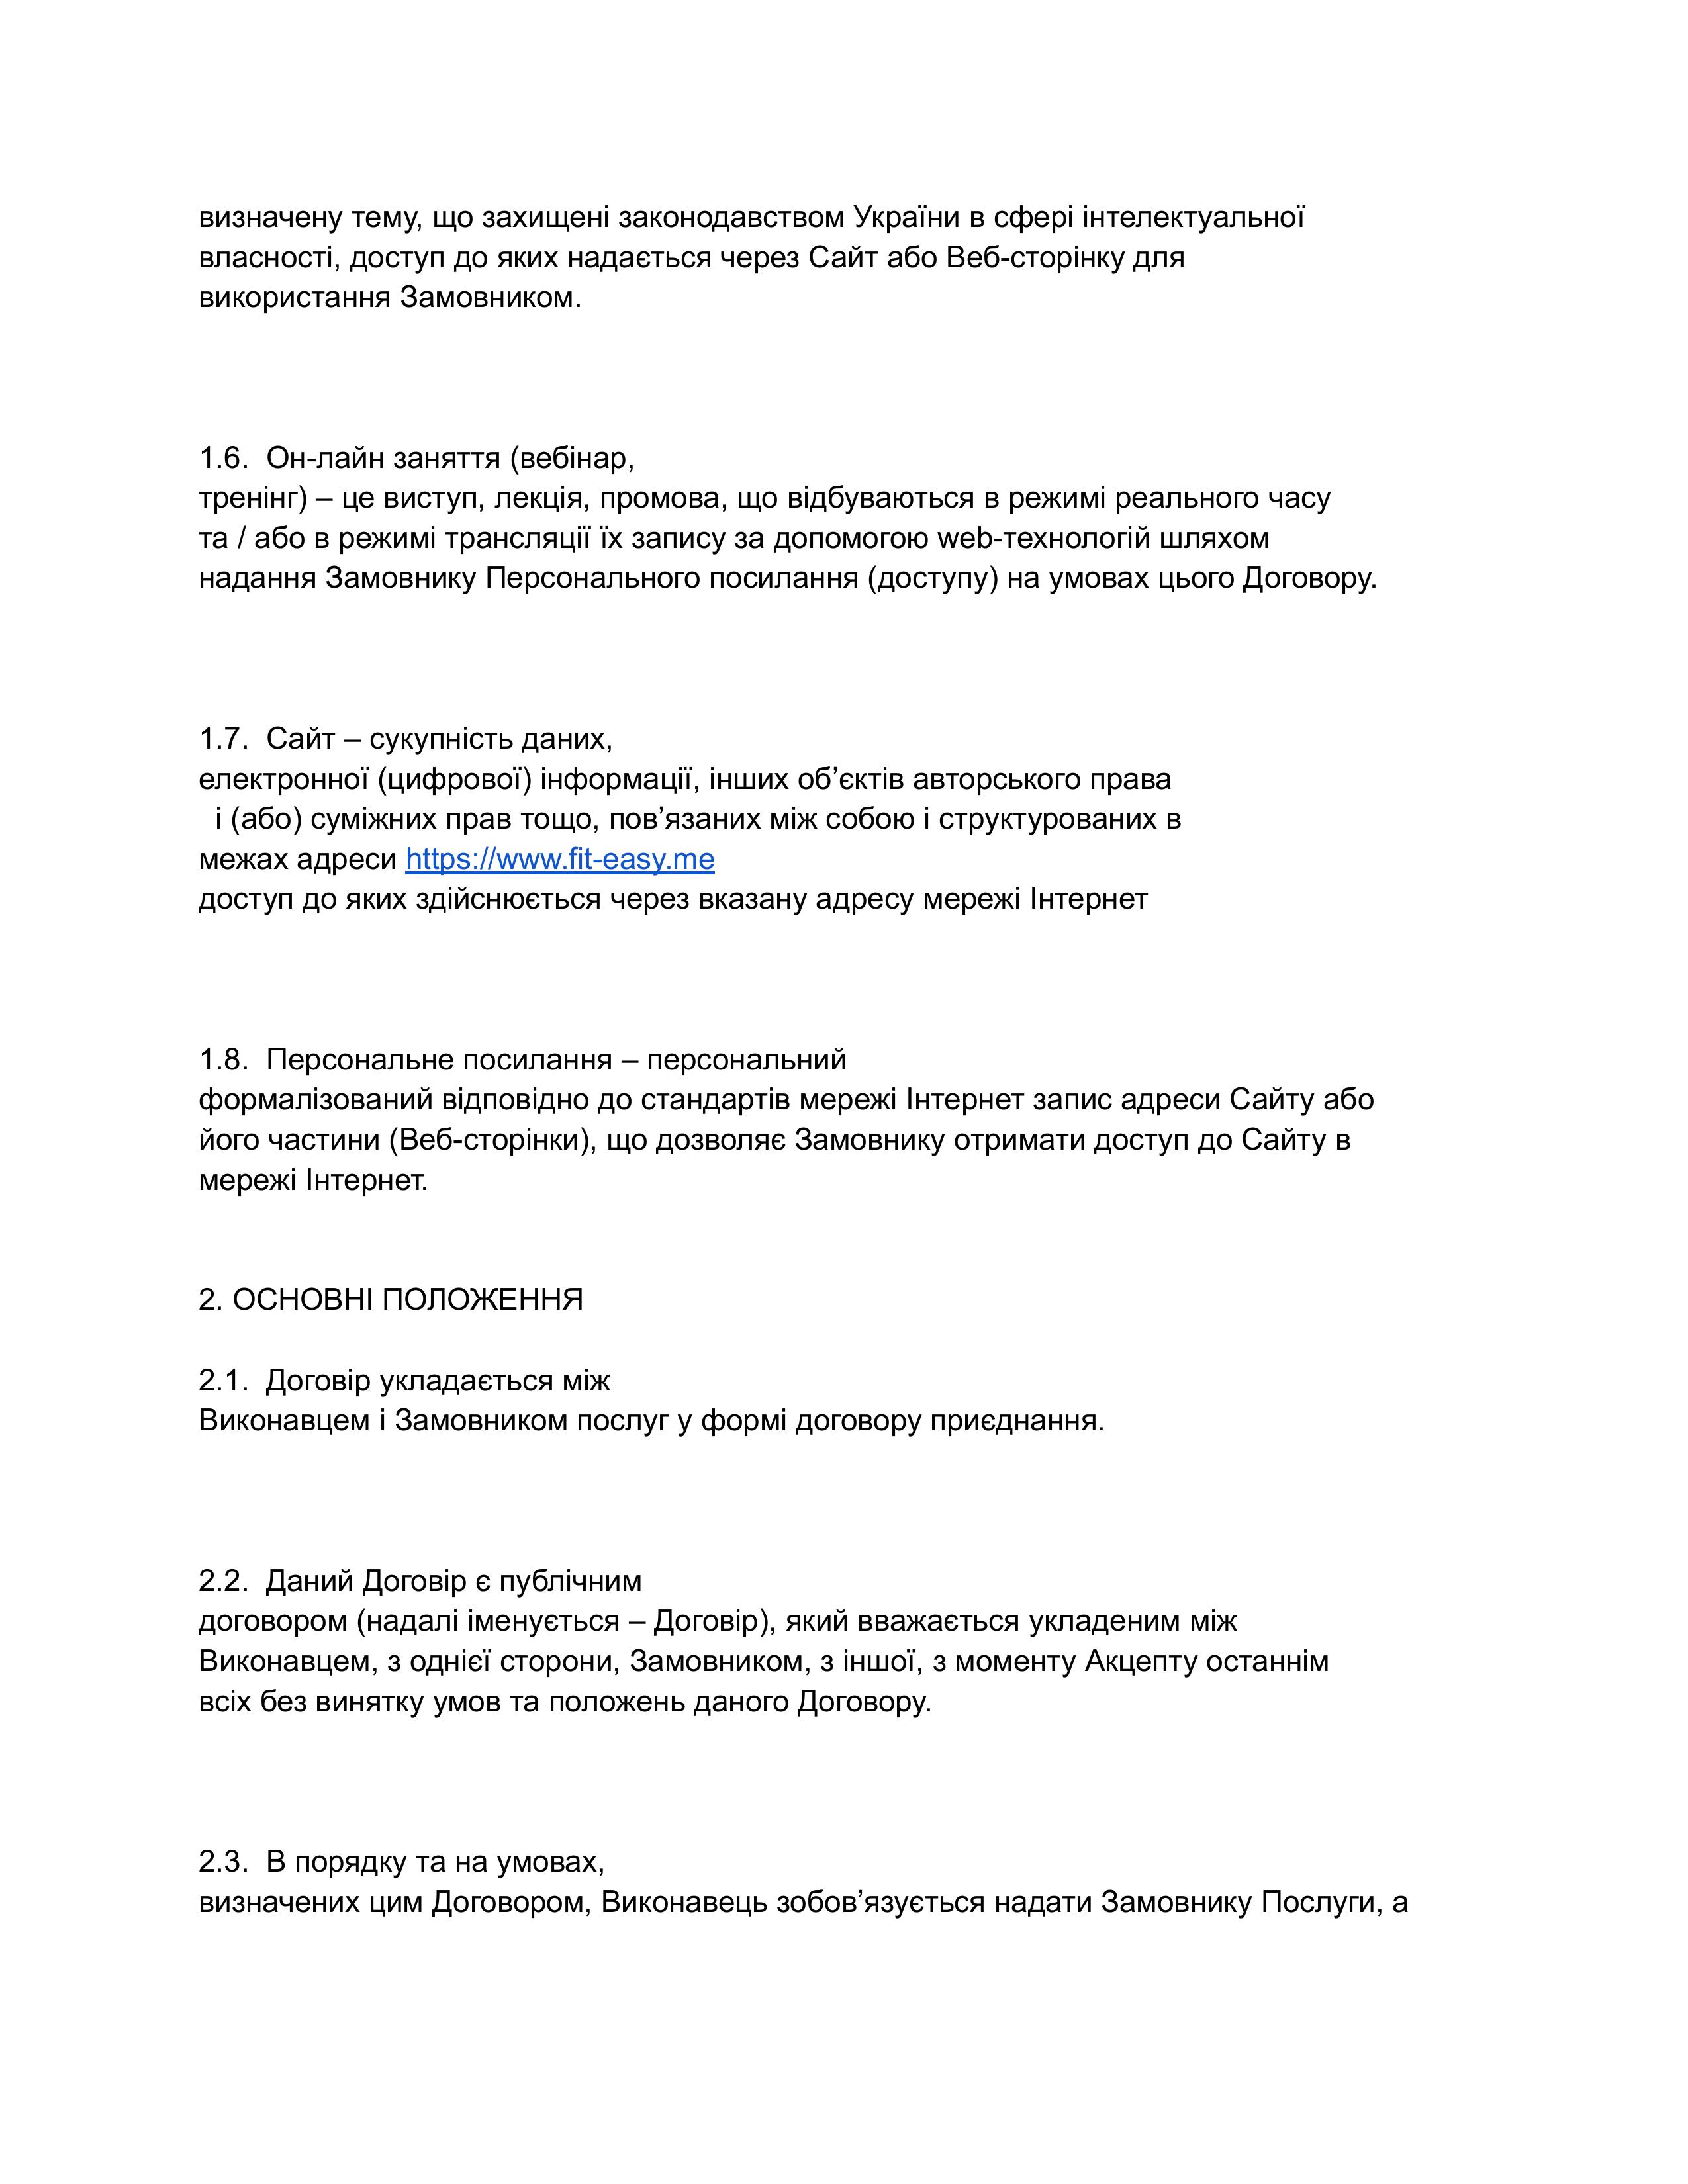 визначену тему, що захищені законодавством України в сфері інтелектуальної
власності, доступ до яких надається через Сайт або Веб-сторінку для
використання Замовником.
1.6. Он-лайн заняття (вебінар,
тренінг) – це виступ, лекція, промова, що відбуваються в режимі реального часу
та / або в режимі трансляції їх запису за допомогою web-технологій шляхом
надання Замовнику Персонального посилання (доступу) на умовах цього Договору.
1.7. Сайт – сукупність даних,
електронної (цифрової) інформації, інших об’єктів авторського права
і (або) суміжних прав тощо, пов’язаних між собою і структурованих в
межах адреси https://www.fit-easy.me
доступ до яких здійснюється через вказану адресу мережі Інтернет
1.8. Персональне посилання – персональний
формалізований відповідно до стандартів мережі Інтернет запис адреси Сайту або
його частини (Веб-сторінки), що дозволяє Замовнику отримати доступ до Сайту в
мережі Інтернет.
2. ОСНОВНІ ПОЛОЖЕННЯ
2.1. Договір укладається між
Виконавцем і Замовником послуг у формі договору приєднання.
2.2. Даний Договір є публічним
договором (надалі іменується – Договір), який вважається укладеним між
Виконавцем, з однієї сторони, Замовником, з іншої, з моменту Акцепту останнім
всіх без винятку умов та положень даного Договору.
2.3. В порядку та на умовах,
визначених цим Договором, Виконавець зобов’язується надати Замовнику Послуги, а